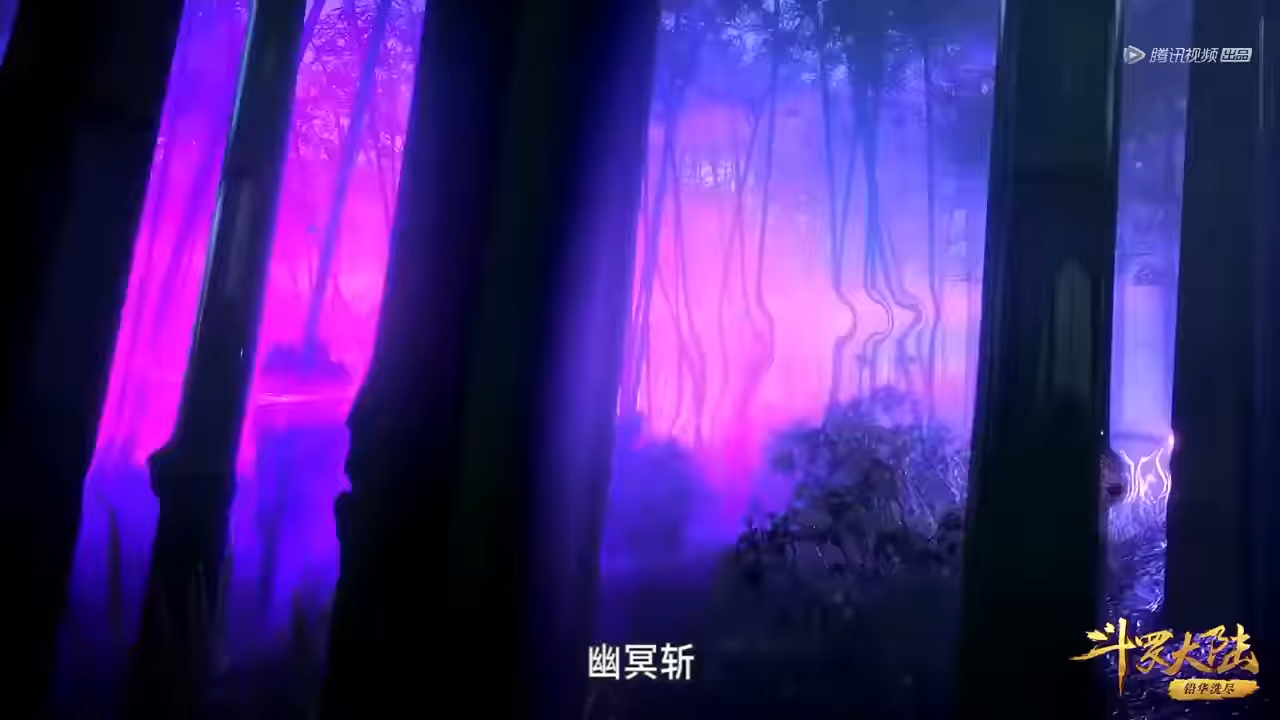 腾讯视频 出品
幽冥斩
斗罗大陆
铅华洗尽